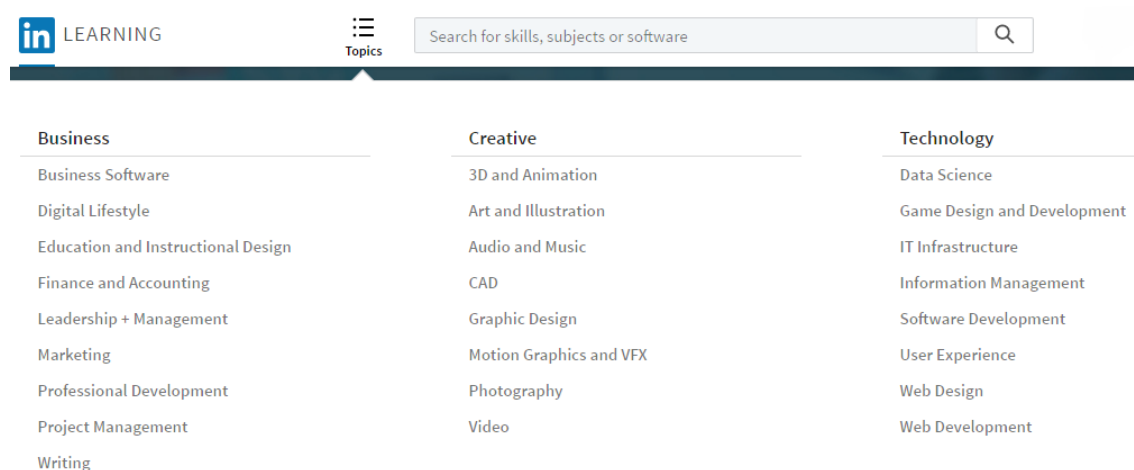 in LEARNING
Topics
Search for skills, subjects or software
Business
Business Software
Digital Lifestyle
Education and Instructional Design
Finance and Accounting
Leadership + Management
Marketing
Professional Development
Project Management
Writing
Creative
3D and Animation
Art and Illustration
Audio and Music
CAD
Graphic Design
Motion Graphics and VFX
Photography
Video
Technology
Data Science
Game Design and Development
IT Infrastructure
Information Management
Software Development
User Experience
Web Design
Web Development